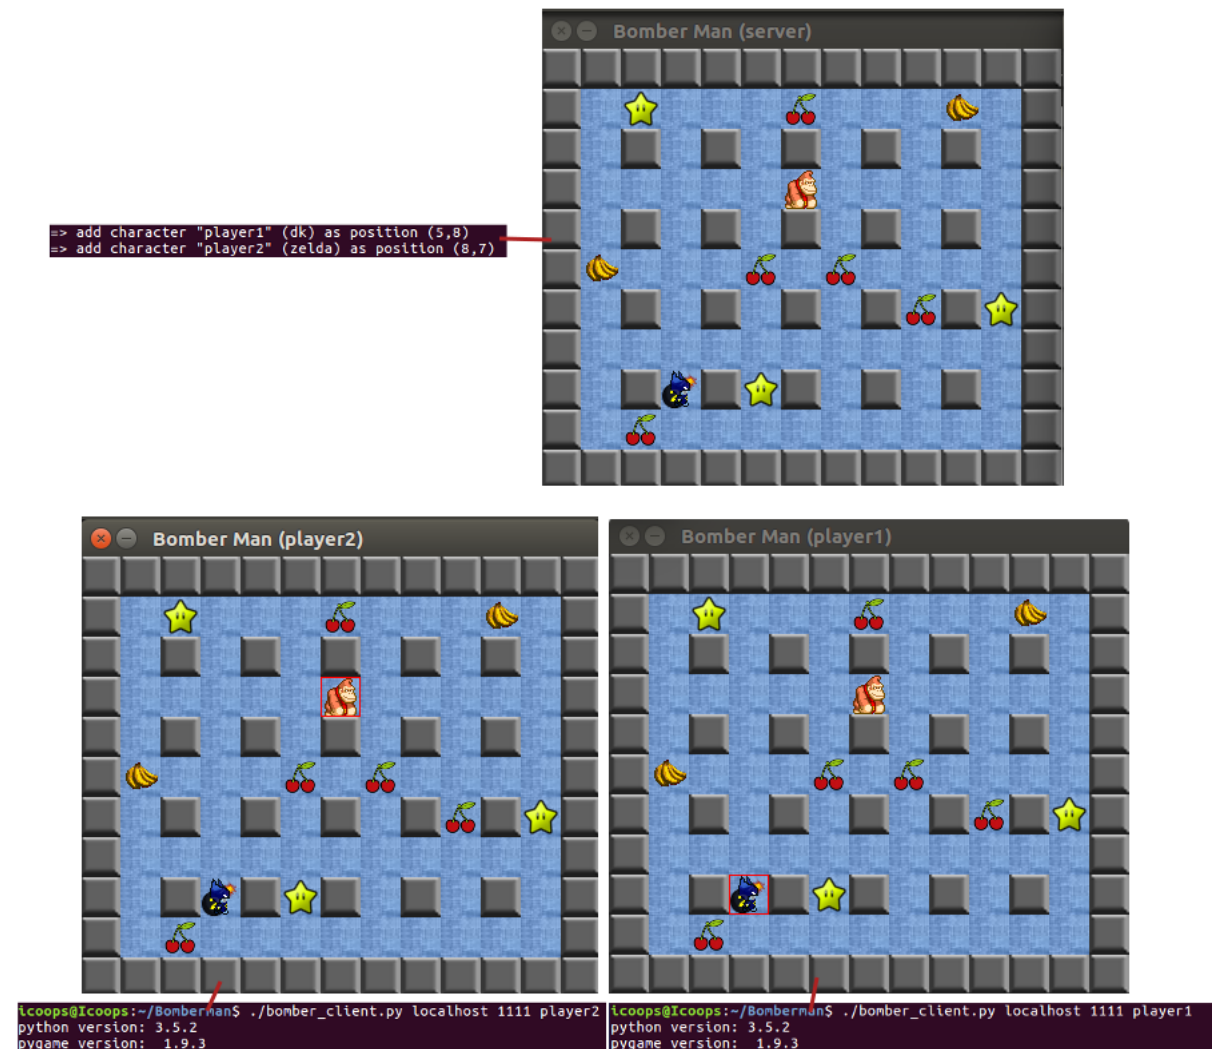 Bomber Man (server)
=> add character "player1" (dk) as position (5,8)
=> add character "player2" (zelda) as position (8,7)
Bomber Man (player2)
Bomber Man (player1)
icoops@Icoops:~/Bomberman$ ./bomber_client.py localhost 1111 player2
python version: 3.5.2
pygame version:  1.9.3
icoops@Icoops:~/Bomberman$ ./bomber_client.py localhost 1111 player1
python version: 3.5.2
pygame version:  1.9.3